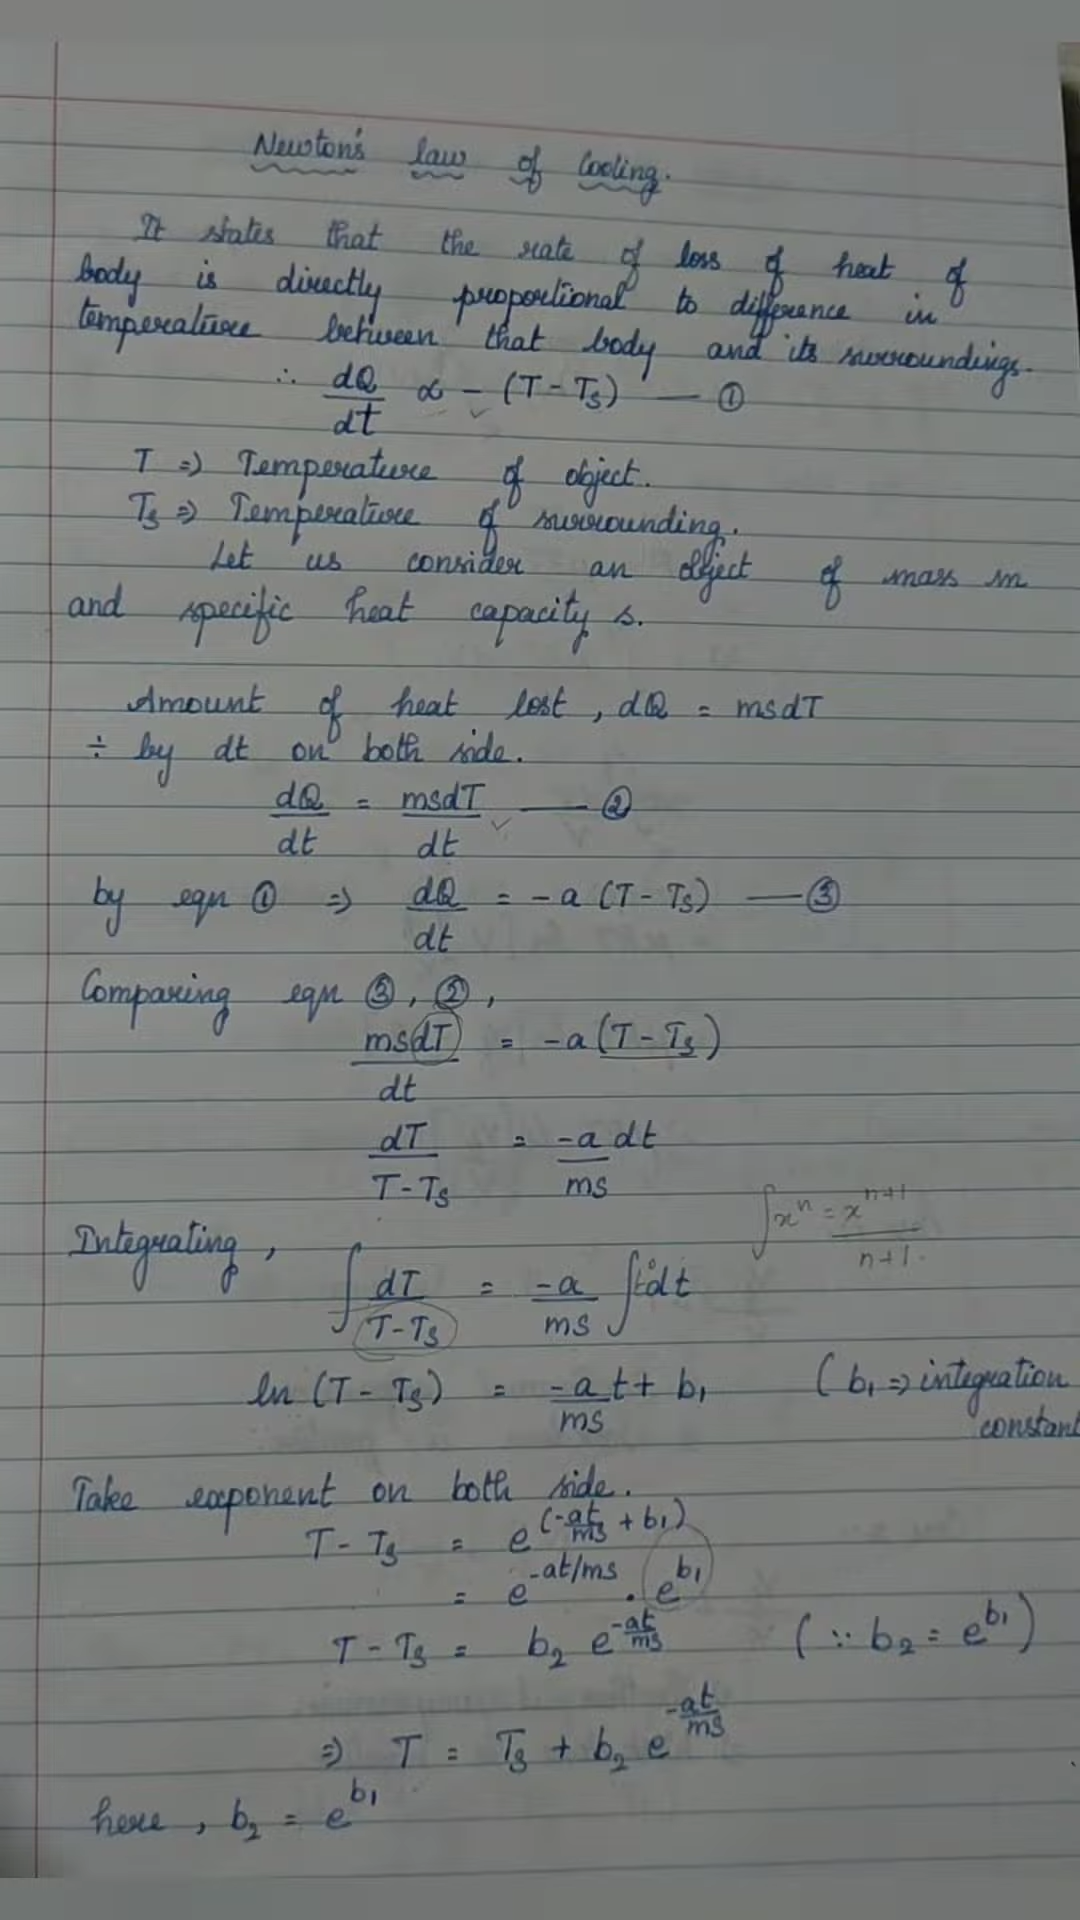 Newton's law of Cooling.
It states that the rate of loss of heat of
body is directly proportional to difference in
temperature between that body and its surroundings.
∴ dQ/dt ∝ - (T - Ts) — ①
T => Temperature of object.
Ts => Temperature of surrounding.
Let us consider an object of mass m
and specific heat capacity s.
Amount of heat lost, dQ = msdT
÷ by dt on both side.
dQ/dt = msdT/dt — ②
by eqn ① => dQ/dt = -a (T - Ts) — ③
Comparing eqn ③, ②,
msdT/dt = -a (T - Ts)
dT/(T - Ts) = -a/ms dt
∫xⁿ = xⁿ⁺¹/n+1.
Integrating,
∫ dT/(T - Ts) = -a/ms ∫t°dt
ln (T - Ts) = -a/ms t + b₁ (b₁ => integration
constant
Take exponent on both side.
T - Ts = e^(-at/ms + b₁)
= e^-at/ms . e^b₁
T - Ts = b₂ e^-at/ms (∵ b₂ = e^b₁)
=> T = Ts + b₂ e^-at/ms
here, b₂ = e^b₁